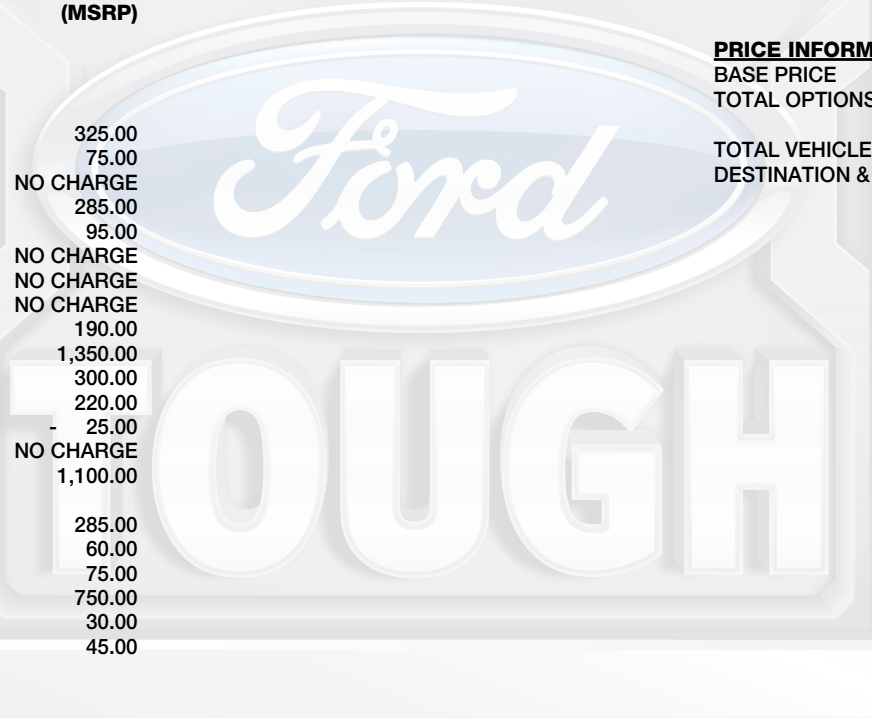 (MSRP)
PRICE INFORM
BASE PRICE
TOTAL OPTIONS
TOTAL VEHICLE
DESTINATION &
325.00
75.00
NO CHARGE
285.00
95.00
NO CHARGE
NO CHARGE
NO CHARGE
190.00
1,350.00
300.00
220.00
- 25.00
NO CHARGE
1,100.00
285.00
60.00
75.00
750.00
30.00
45.00
Ford
TOUGH